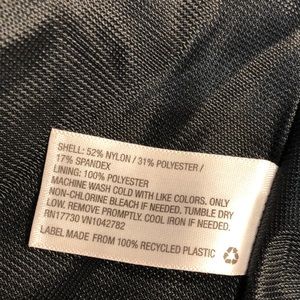 SHELL: 52% NYLON / 31% POLYESTER /
17% SPANDEX
LINING: 100% POLYESTER
MACHINE WASH COLD WITH LIKE COLORS. ONLY
NON-CHLORINE BLEACH IF NEEDED. TUMBLE DRY
LOW. REMOVE PROMPTLY. COOL IRON IF NEEDED.
RN17730 VN1042782
LABEL MADE FROM 100% RECYCLED PLASTIC